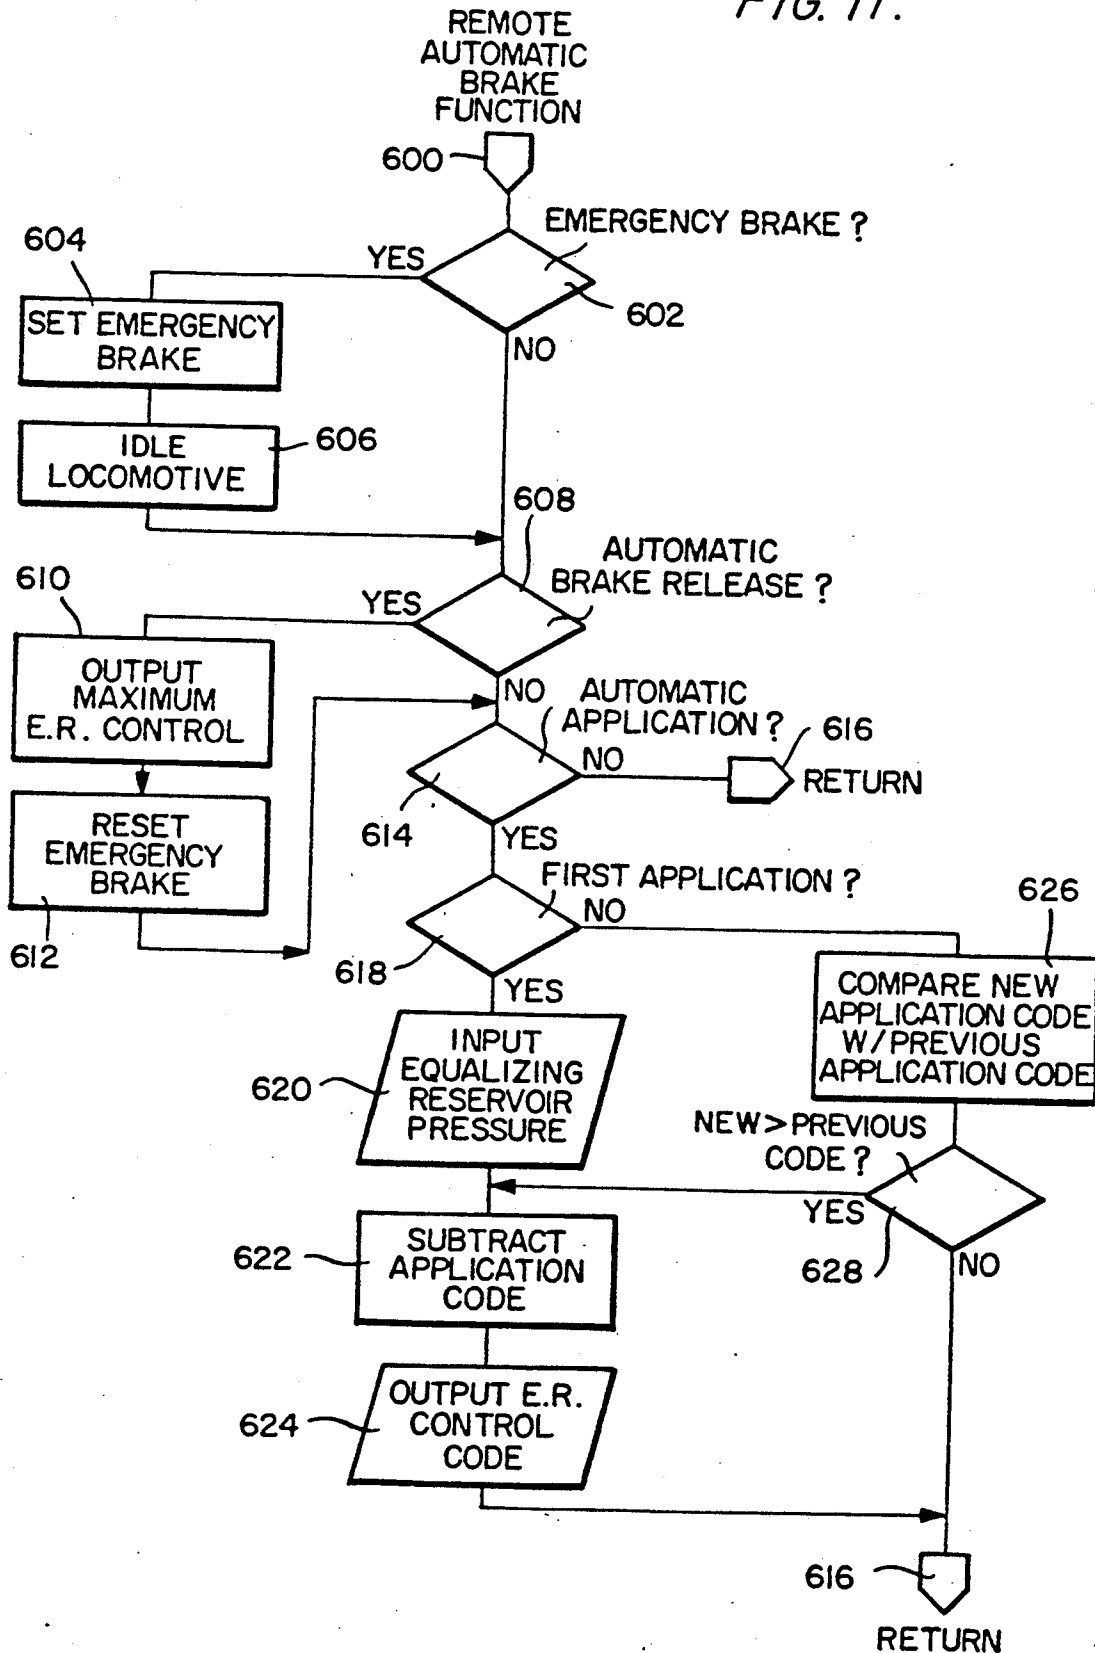 FIG. 11.
REMOTE
AUTOMATIC
BRAKE
FUNCTION
600
EMERGENCY BRAKE ?
YES
602
NO
604
SET EMERGENCY
BRAKE
606
IDLE
LOCOMOTIVE
608
AUTOMATIC
BRAKE RELEASE ?
YES
NO
610
OUTPUT
MAXIMUM
E.R. CONTROL
RESET
EMERGENCY
BRAKE
612
AUTOMATIC
APPLICATION ?
NO
616
RETURN
614
YES
FIRST APPLICATION ?
NO
618
YES
626
COMPARE NEW
APPLICATION CODE
W/PREVIOUS
APPLICATION CODE
INPUT
EQUALIZING
RESERVOIR
PRESSURE
620
NEW>PREVIOUS
CODE ?
YES
628
NO
622
SUBTRACT
APPLICATION
CODE
624
OUTPUT E.R.
CONTROL
CODE
616
RETURN